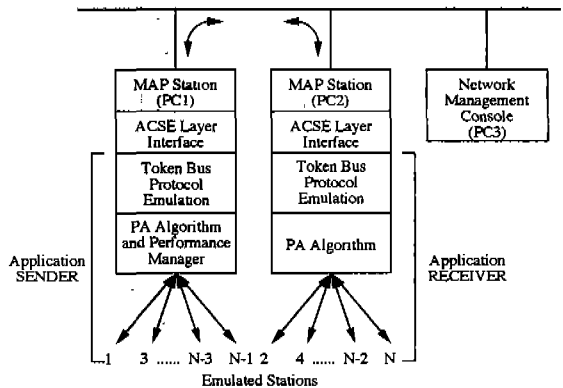 MAP Station
(PC1)
ACSE Layer
Interface
Token Bus
Protocol
Emulation
PA Algorithm
and Performance
Manager
MAP Station
(PC2)
ACSE Layer
Interface
Token Bus
Protocol
Emulation
PA Algorithm
Network
Management
Console
(PC3)
Application
SENDER
Application
RECEIVER
1 3 ...... N-3 N-1 2 4 ...... N-2 N
Emulated Stations